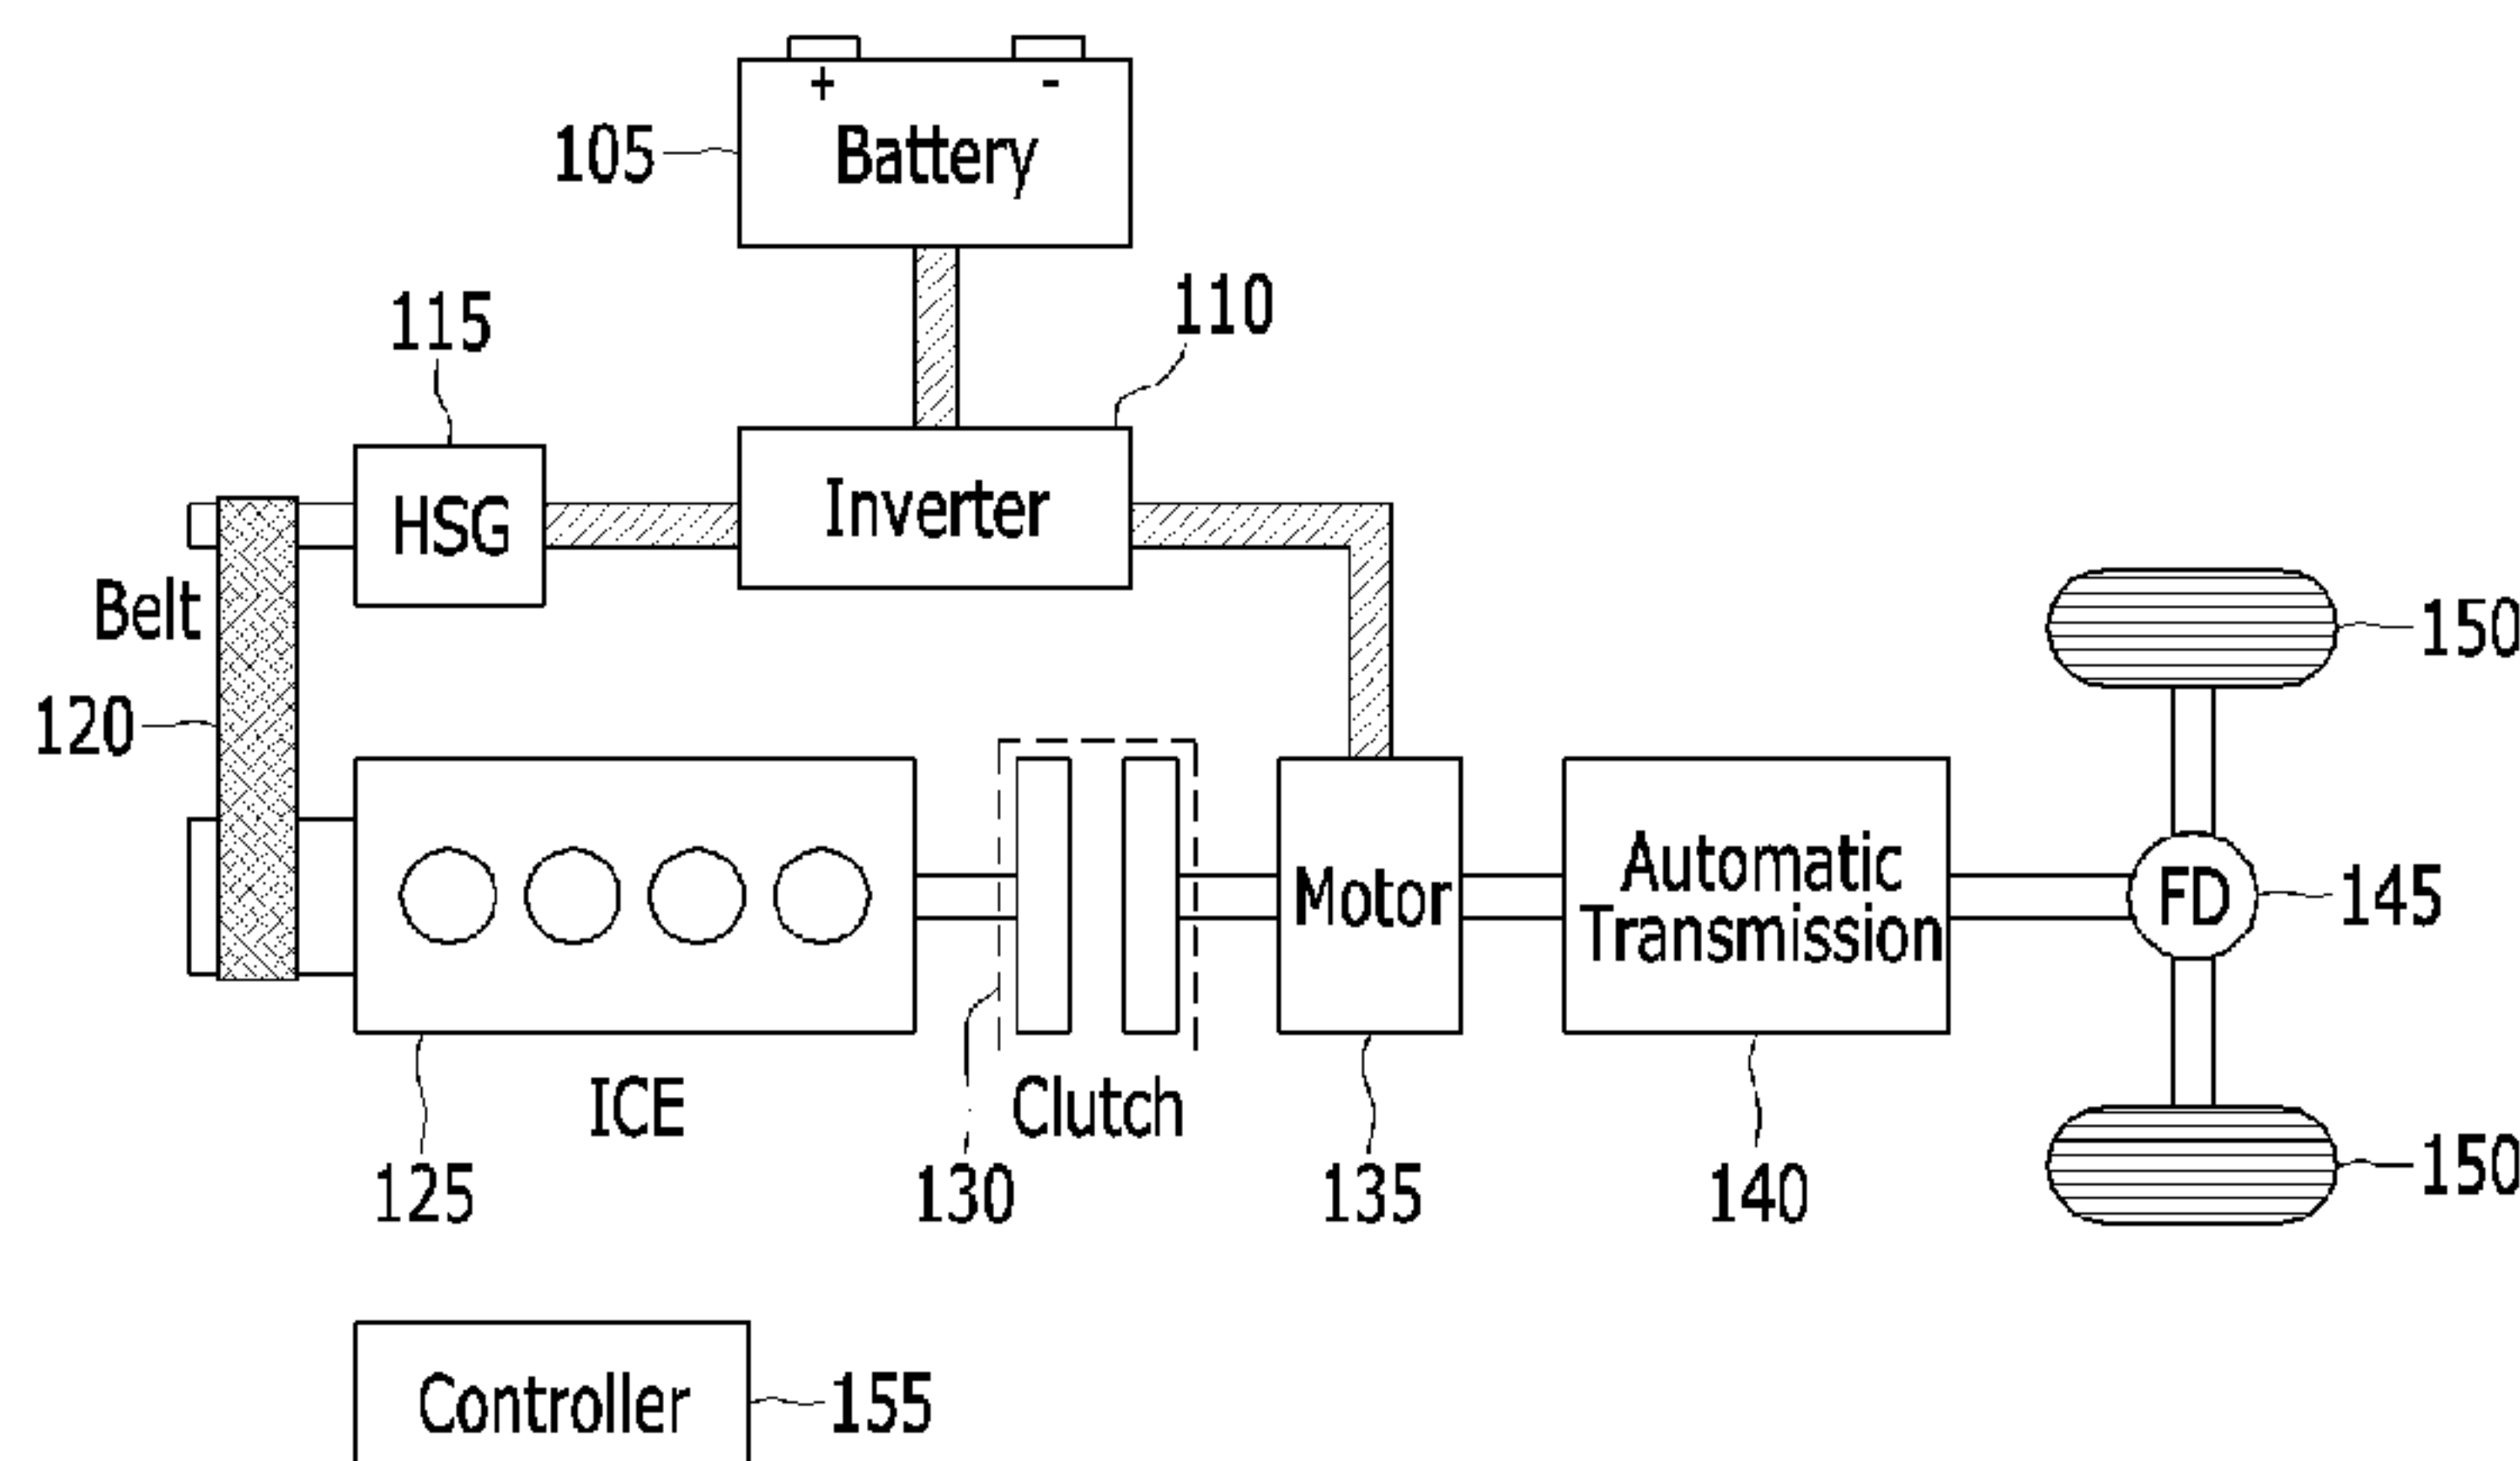 + -
105 Battery
115
110
HSG
Inverter
Belt
150
120
Automatic
Transmission
Motor
FD
145
ICE
Clutch
125
130
135
140
150
Controller
155